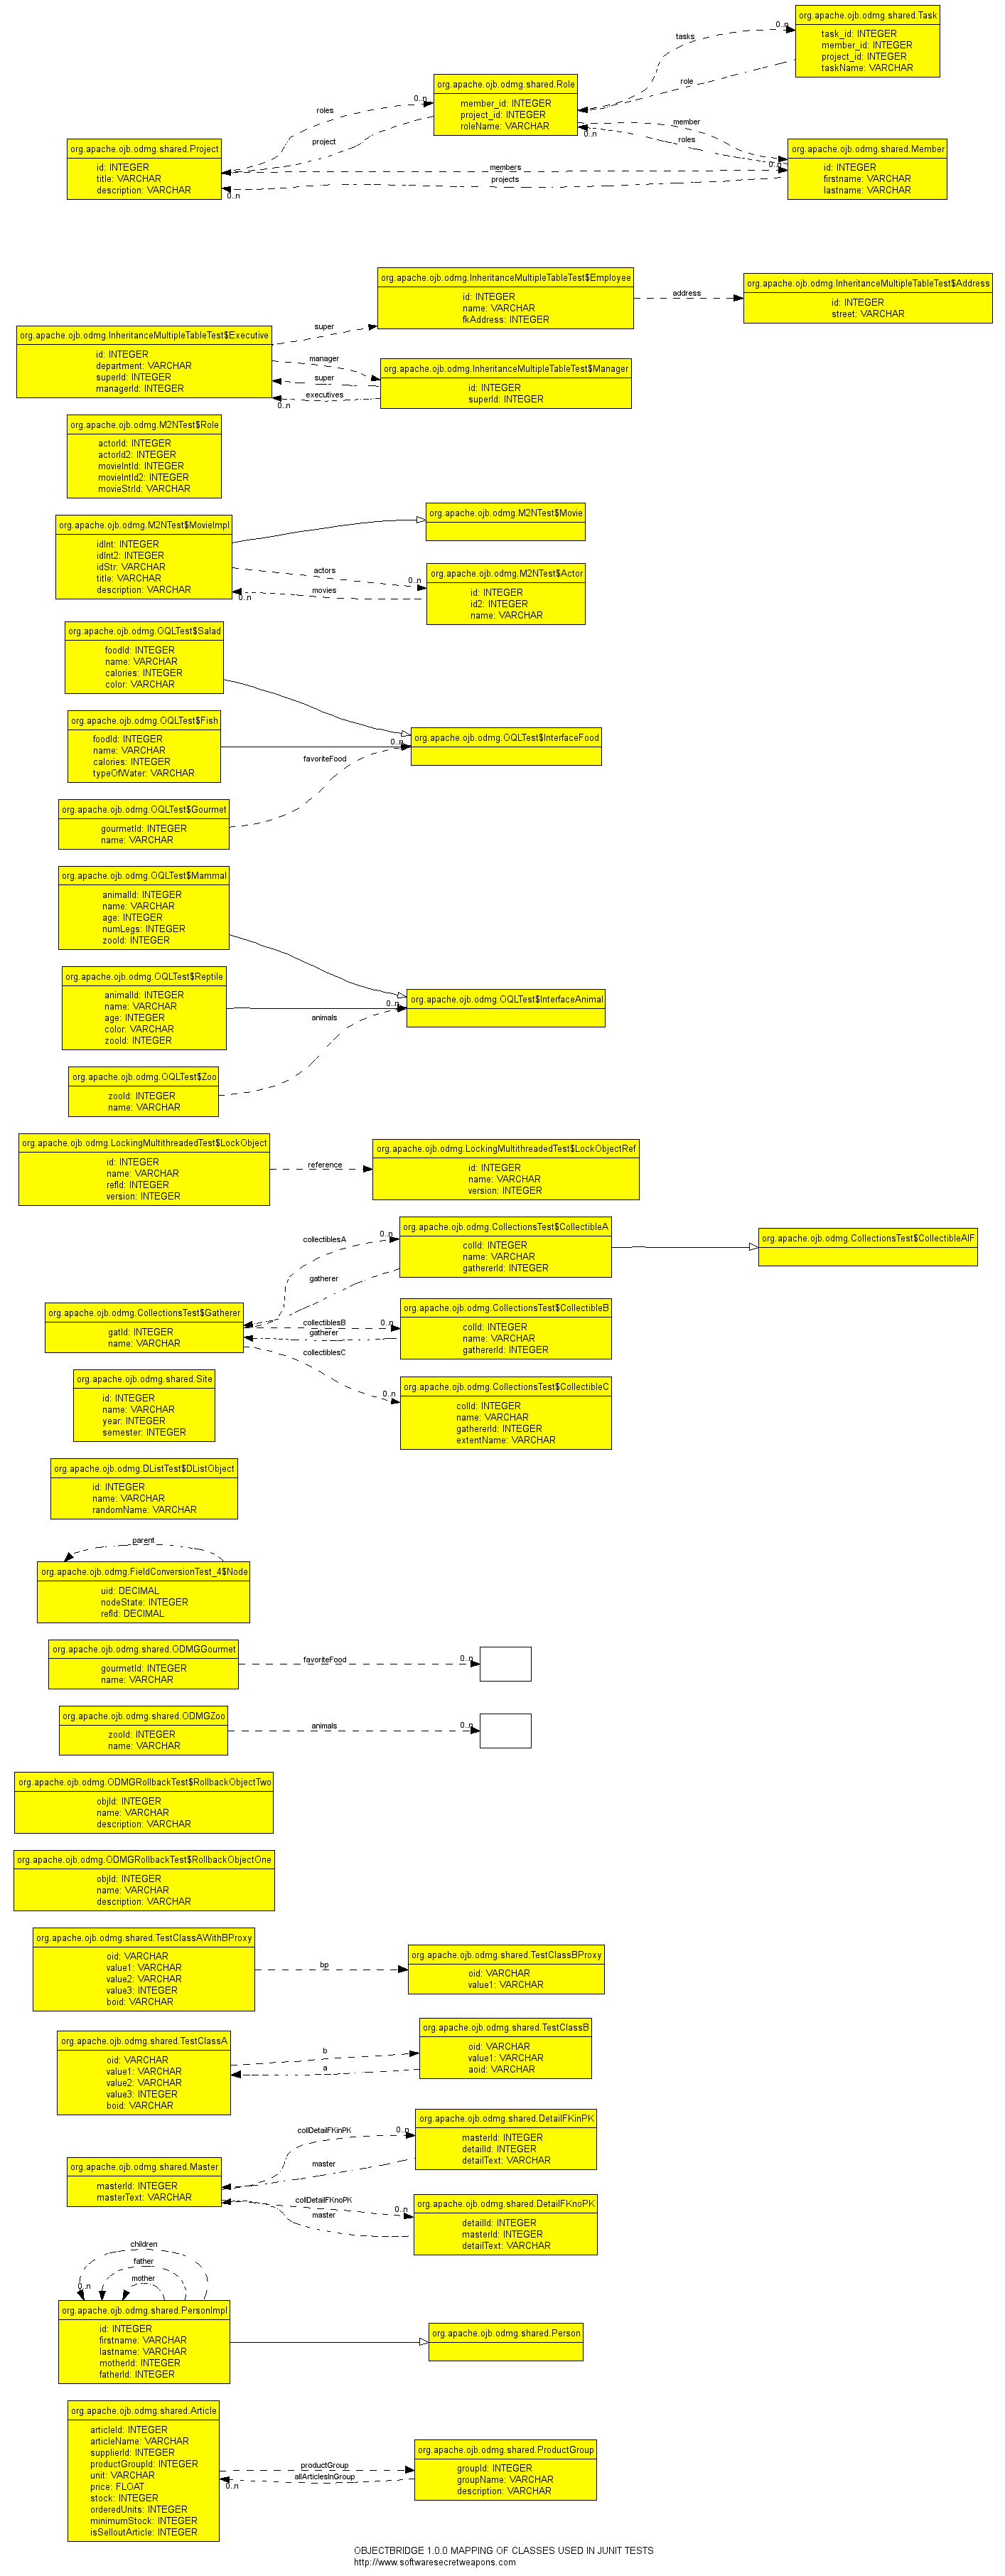 org.apache.ojb.odmg.shared.Task
task_id: INTEGER
member_id: INTEGER
project_id: INTEGER
taskName: VARCHAR
0..n
tasks
role
org.apache.ojb.odmg.shared.Role
member_id: INTEGER
project_id: INTEGER
roleName: VARCHAR
0..n
roles
project
member
roles
0..n
org.apache.ojb.odmg.shared.Project
id: INTEGER
title: VARCHAR
description: VARCHAR
org.apache.ojb.odmg.shared.Member
id: INTEGER
firstname: VARCHAR
lastname: VARCHAR
members
0..n
projects
0..n
org.apache.ojb.odmg.InheritanceMultipleTableTest$Employee
id: INTEGER
name: VARCHAR
fkAddress: INTEGER
address
org.apache.ojb.odmg.InheritanceMultipleTableTest$Address
id: INTEGER
street: VARCHAR
org.apache.ojb.odmg.InheritanceMultipleTableTest$Executive
id: INTEGER
department: VARCHAR
superId: INTEGER
managerId: INTEGER
super
manager
super
executives
0..n
org.apache.ojb.odmg.InheritanceMultipleTableTest$Manager
id: INTEGER
superId: INTEGER
org.apache.ojb.odmg.M2NTest$Role
actorId: INTEGER
actorId2: INTEGER
movieIntId: INTEGER
movieIntId2: INTEGER
movieStrId: VARCHAR
org.apache.ojb.odmg.M2NTest$MovieImpl
idInt: INTEGER
idInt2: INTEGER
idStr: VARCHAR
title: VARCHAR
description: VARCHAR
org.apache.ojb.odmg.M2NTest$Movie
actors
0..n
movies
0..n
org.apache.ojb.odmg.M2NTest$Actor
id: INTEGER
id2: INTEGER
name: VARCHAR
org.apache.ojb.odmg.OQLTest$Salad
foodId: INTEGER
name: VARCHAR
calories: INTEGER
color: VARCHAR
org.apache.ojb.odmg.OQLTest$Fish
foodId: INTEGER
name: VARCHAR
calories: INTEGER
typeOfWater: VARCHAR
org.apache.ojb.odmg.OQLTest$InterfaceFood
0..n
favoriteFood
org.apache.ojb.odmg.OQLTest$Gourmet
gourmetId: INTEGER
name: VARCHAR
org.apache.ojb.odmg.OQLTest$Mammal
animalId: INTEGER
name: VARCHAR
age: INTEGER
numLegs: INTEGER
zooId: INTEGER
org.apache.ojb.odmg.OQLTest$Reptile
animalId: INTEGER
name: VARCHAR
age: INTEGER
color: VARCHAR
zooId: INTEGER
org.apache.ojb.odmg.OQLTest$InterfaceAnimal
0..n
animals
org.apache.ojb.odmg.OQLTest$Zoo
zooId: INTEGER
name: VARCHAR
org.apache.ojb.odmg.LockingMultithreadedTest$LockObject
id: INTEGER
name: VARCHAR
refId: INTEGER
version: INTEGER
reference
org.apache.ojb.odmg.LockingMultithreadedTest$LockObjectRef
id: INTEGER
name: VARCHAR
version: INTEGER
org.apache.ojb.odmg.CollectionsTest$CollectibleA
colId: INTEGER
name: VARCHAR
gathererId: INTEGER
org.apache.ojb.odmg.CollectionsTest$CollectibleAIF
collectiblesA
0..n
gatherer
org.apache.ojb.odmg.CollectionsTest$Gatherer
gatId: INTEGER
name: VARCHAR
collectiblesB
0..n
gatherer
collectiblesC
0..n
org.apache.ojb.odmg.CollectionsTest$CollectibleB
colId: INTEGER
name: VARCHAR
gathererId: INTEGER
org.apache.ojb.odmg.CollectionsTest$CollectibleC
colId: INTEGER
name: VARCHAR
gathererId: INTEGER
extentName: VARCHAR
org.apache.ojb.odmg.shared.Site
id: INTEGER
name: VARCHAR
year: INTEGER
semester: INTEGER
org.apache.ojb.odmg.DListTest$DListObject
id: INTEGER
name: VARCHAR
randomName: VARCHAR
parent
org.apache.ojb.odmg.FieldConversionTest_4$Node
uid: DECIMAL
nodeState: INTEGER
refId: DECIMAL
org.apache.ojb.odmg.shared.ODMGGourmet
gourmetId: INTEGER
name: VARCHAR
favoriteFood
0..n
org.apache.ojb.odmg.shared.ODMGZoo
zooId: INTEGER
name: VARCHAR
animals
0..n
org.apache.ojb.odmg.ODMGRollbackTest$RollbackObjectTwo
objId: INTEGER
name: VARCHAR
description: VARCHAR
org.apache.ojb.odmg.ODMGRollbackTest$RollbackObjectOne
objId: INTEGER
name: VARCHAR
description: VARCHAR
org.apache.ojb.odmg.shared.TestClassAWithBProxy
oid: VARCHAR
value1: VARCHAR
value2: VARCHAR
value3: INTEGER
boid: VARCHAR
bp
org.apache.ojb.odmg.shared.TestClassBProxy
oid: VARCHAR
value1: VARCHAR
org.apache.ojb.odmg.shared.TestClassA
oid: VARCHAR
value1: VARCHAR
value2: VARCHAR
value3: INTEGER
boid: VARCHAR
b
a
org.apache.ojb.odmg.shared.TestClassB
oid: VARCHAR
value1: VARCHAR
aoid: VARCHAR
org.apache.ojb.odmg.shared.DetailFKinPK
masterId: INTEGER
detailId: INTEGER
detailText: VARCHAR
collDetailFKinPK
0..n
master
org.apache.ojb.odmg.shared.Master
masterId: INTEGER
masterText: VARCHAR
collDetailFKnoPK
0..n
master
org.apache.ojb.odmg.shared.DetailFKnoPK
detailId: INTEGER
masterId: INTEGER
detailText: VARCHAR
children
father
mother
0..n
org.apache.ojb.odmg.shared.PersonImpl
id: INTEGER
firstname: VARCHAR
lastname: VARCHAR
motherId: INTEGER
fatherId: INTEGER
org.apache.ojb.odmg.shared.Person
org.apache.ojb.odmg.shared.Article
articleId: INTEGER
articleName: VARCHAR
supplierId: INTEGER
productGroupId: INTEGER
unit: VARCHAR
price: FLOAT
stock: INTEGER
orderedUnits: INTEGER
minimumStock: INTEGER
isSelloutArticle: INTEGER
productGroup
allArticlesInGroup
0..n
org.apache.ojb.odmg.shared.ProductGroup
groupId: INTEGER
groupName: VARCHAR
description: VARCHAR
OBJECTBRIDGE 1.0.0 MAPPING OF CLASSES USED IN JUNIT TESTS
http://www.softwaresecretweapons.com